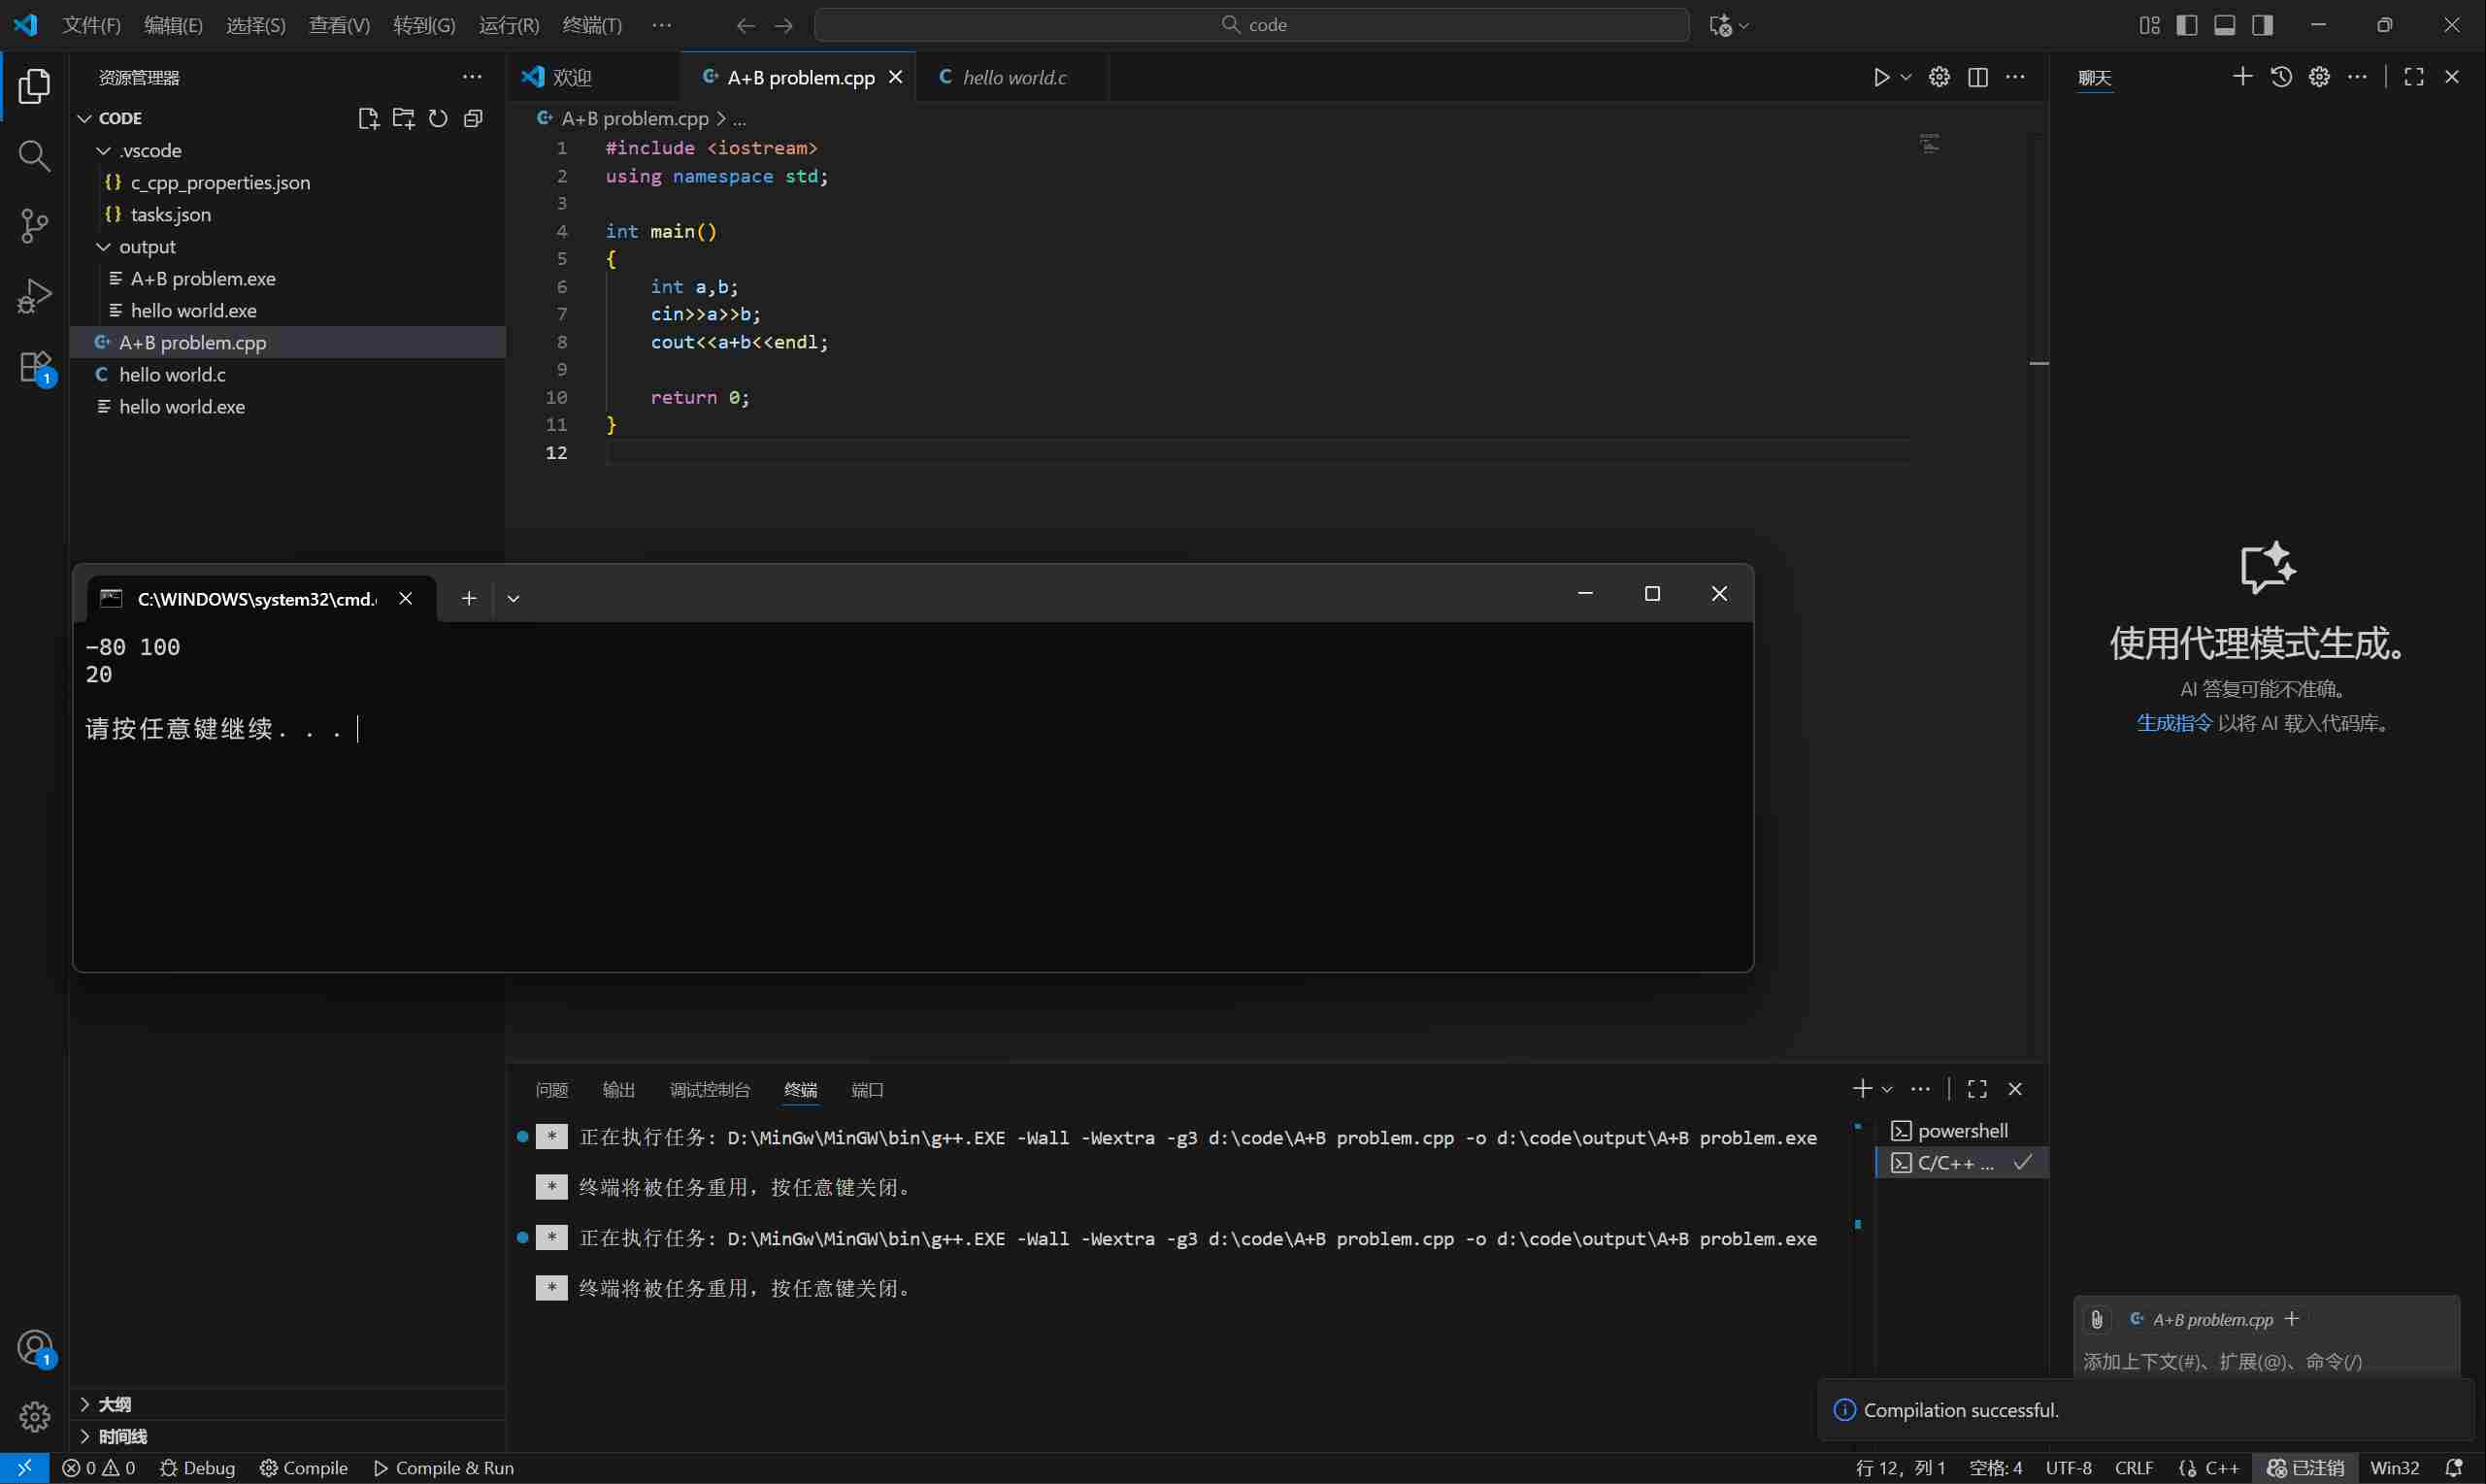 文件(F) 编辑(E) 选择(S) 查看(V) 转到(G) 运行(R) 终端(T) ··· code
资源管理器 ···
CODE
.vscode
c_cpp_properties.json
tasks.json
output
A+B problem.exe
hello world.exe
A+B problem.cpp
hello world.c
hello world.exe
欢迎 A+B problem.cpp hello world.c
A+B problem.cpp > ...
1 #include <iostream>
2 using namespace std;
3
4 int main()
5 {
6 int a,b;
7 cin>>a>>b;
8 cout<<a+b<<endl;
9
10 return 0;
11 }
12
C:\WINDOWS\system32\cmd.
-80 100
20
请按任意键继续. . .
问题 输出 调试控制台 终端 端口
* 正在执行任务: D:\MinGw\MinGW\bin\g++.EXE -Wall -Wextra -g3 d:\code\A+B problem.cpp -o d:\code\output\A+B problem.exe
* 终端将被任务重用，按任意键关闭。
* 正在执行任务: D:\MinGw\MinGW\bin\g++.EXE -Wall -Wextra -g3 d:\code\A+B problem.cpp -o d:\code\output\A+B problem.exe
* 终端将被任务重用，按任意键关闭。
powershell
C/C++ ...
聊天
使用代理模式生成。
AI 答复可能不准确。
生成指令 以将 AI 载入代码库。
A+B problem.cpp
添加上下文(#)、扩展(@)、命令(/)
Compilation successful.
大纲
时间线
1
1
0 0 Debug Compile Compile & Run 行 12，列 1 空格: 4 UTF-8 CRLF {} C++ 已注销 Win32